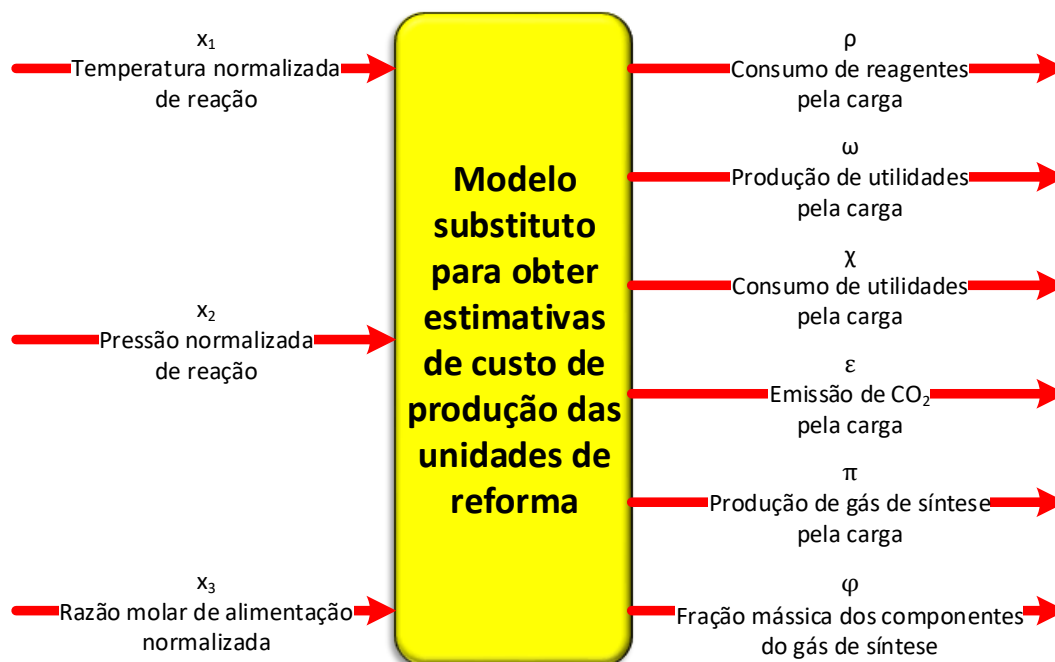 x₁
Temperatura normalizada
de reação
x₂
Pressão normalizada
de reação
x₃
Razão molar de alimentação
normalizada
Modelo
substituto
para obter
estimativas
de custo de
produção das
unidades de
reforma
ρ
Consumo de reagentes
pela carga
ω
Produção de utilidades
pela carga
χ
Consumo de utilidades
pela carga
ε
Emissão de CO₂
pela carga
π
Produção de gás de síntese
pela carga
φ
Fração mássica dos componentes
do gás de síntese